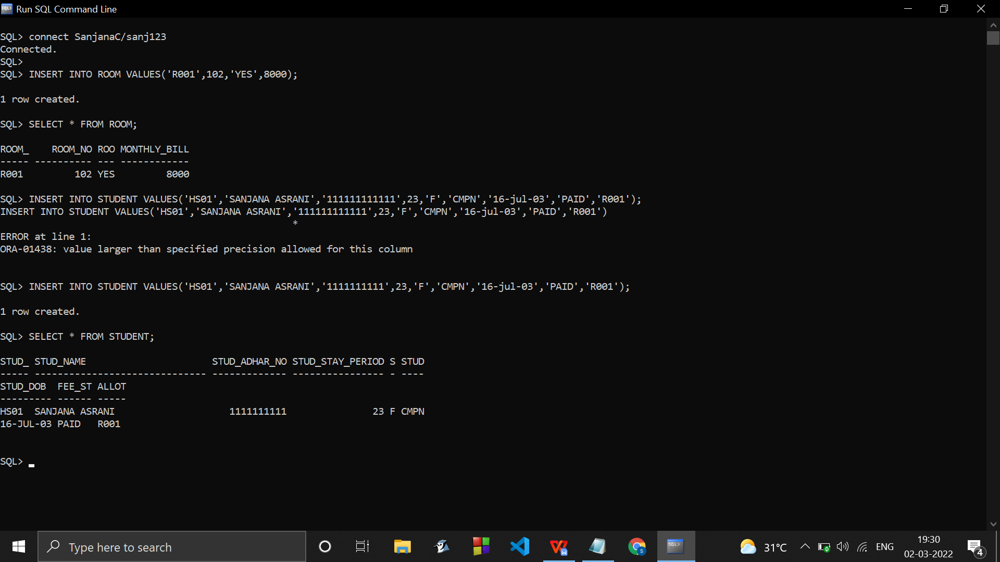 Run SQL Command Line
SQL> connect SanjanaC/sanj123
Connected.
SQL>
SQL> INSERT INTO ROOM VALUES('R001',102,'YES',8000);
1 row created.
SQL> SELECT * FROM ROOM;
ROOM_    ROOM_NO ROO MONTHLY_BILL
----- ---------- --- ------------
R001         102 YES         8000
SQL> INSERT INTO STUDENT VALUES('HS01','SANJANA ASRANI','111111111111',23,'F','CMPN','16-jul-03','PAID','R001');
INSERT INTO STUDENT VALUES('HS01','SANJANA ASRANI','111111111111',23,'F','CMPN','16-jul-03','PAID','R001')
*
ERROR at line 1:
ORA-01438: value larger than specified precision allowed for this column
SQL> INSERT INTO STUDENT VALUES('HS01','SANJANA ASRANI','1111111111',23,'F','CMPN','16-jul-03','PAID','R001');
1 row created.
SQL> SELECT * FROM STUDENT;
STUD_ STUD_NAME                      STUD_ADHAR_NO STUD_STAY_PERIOD S STUD
----- ------------------------------ ------------- ---------------- - ----
STUD_DOB  FEE_ST ALLOT
--------- ------ -----
HS01  SANJANA ASRANI                    1111111111               23 F CMPN
16-JUL-03 PAID   R001
SQL>
Type here to search
31°C
ENG
19:30
02-03-2022
4